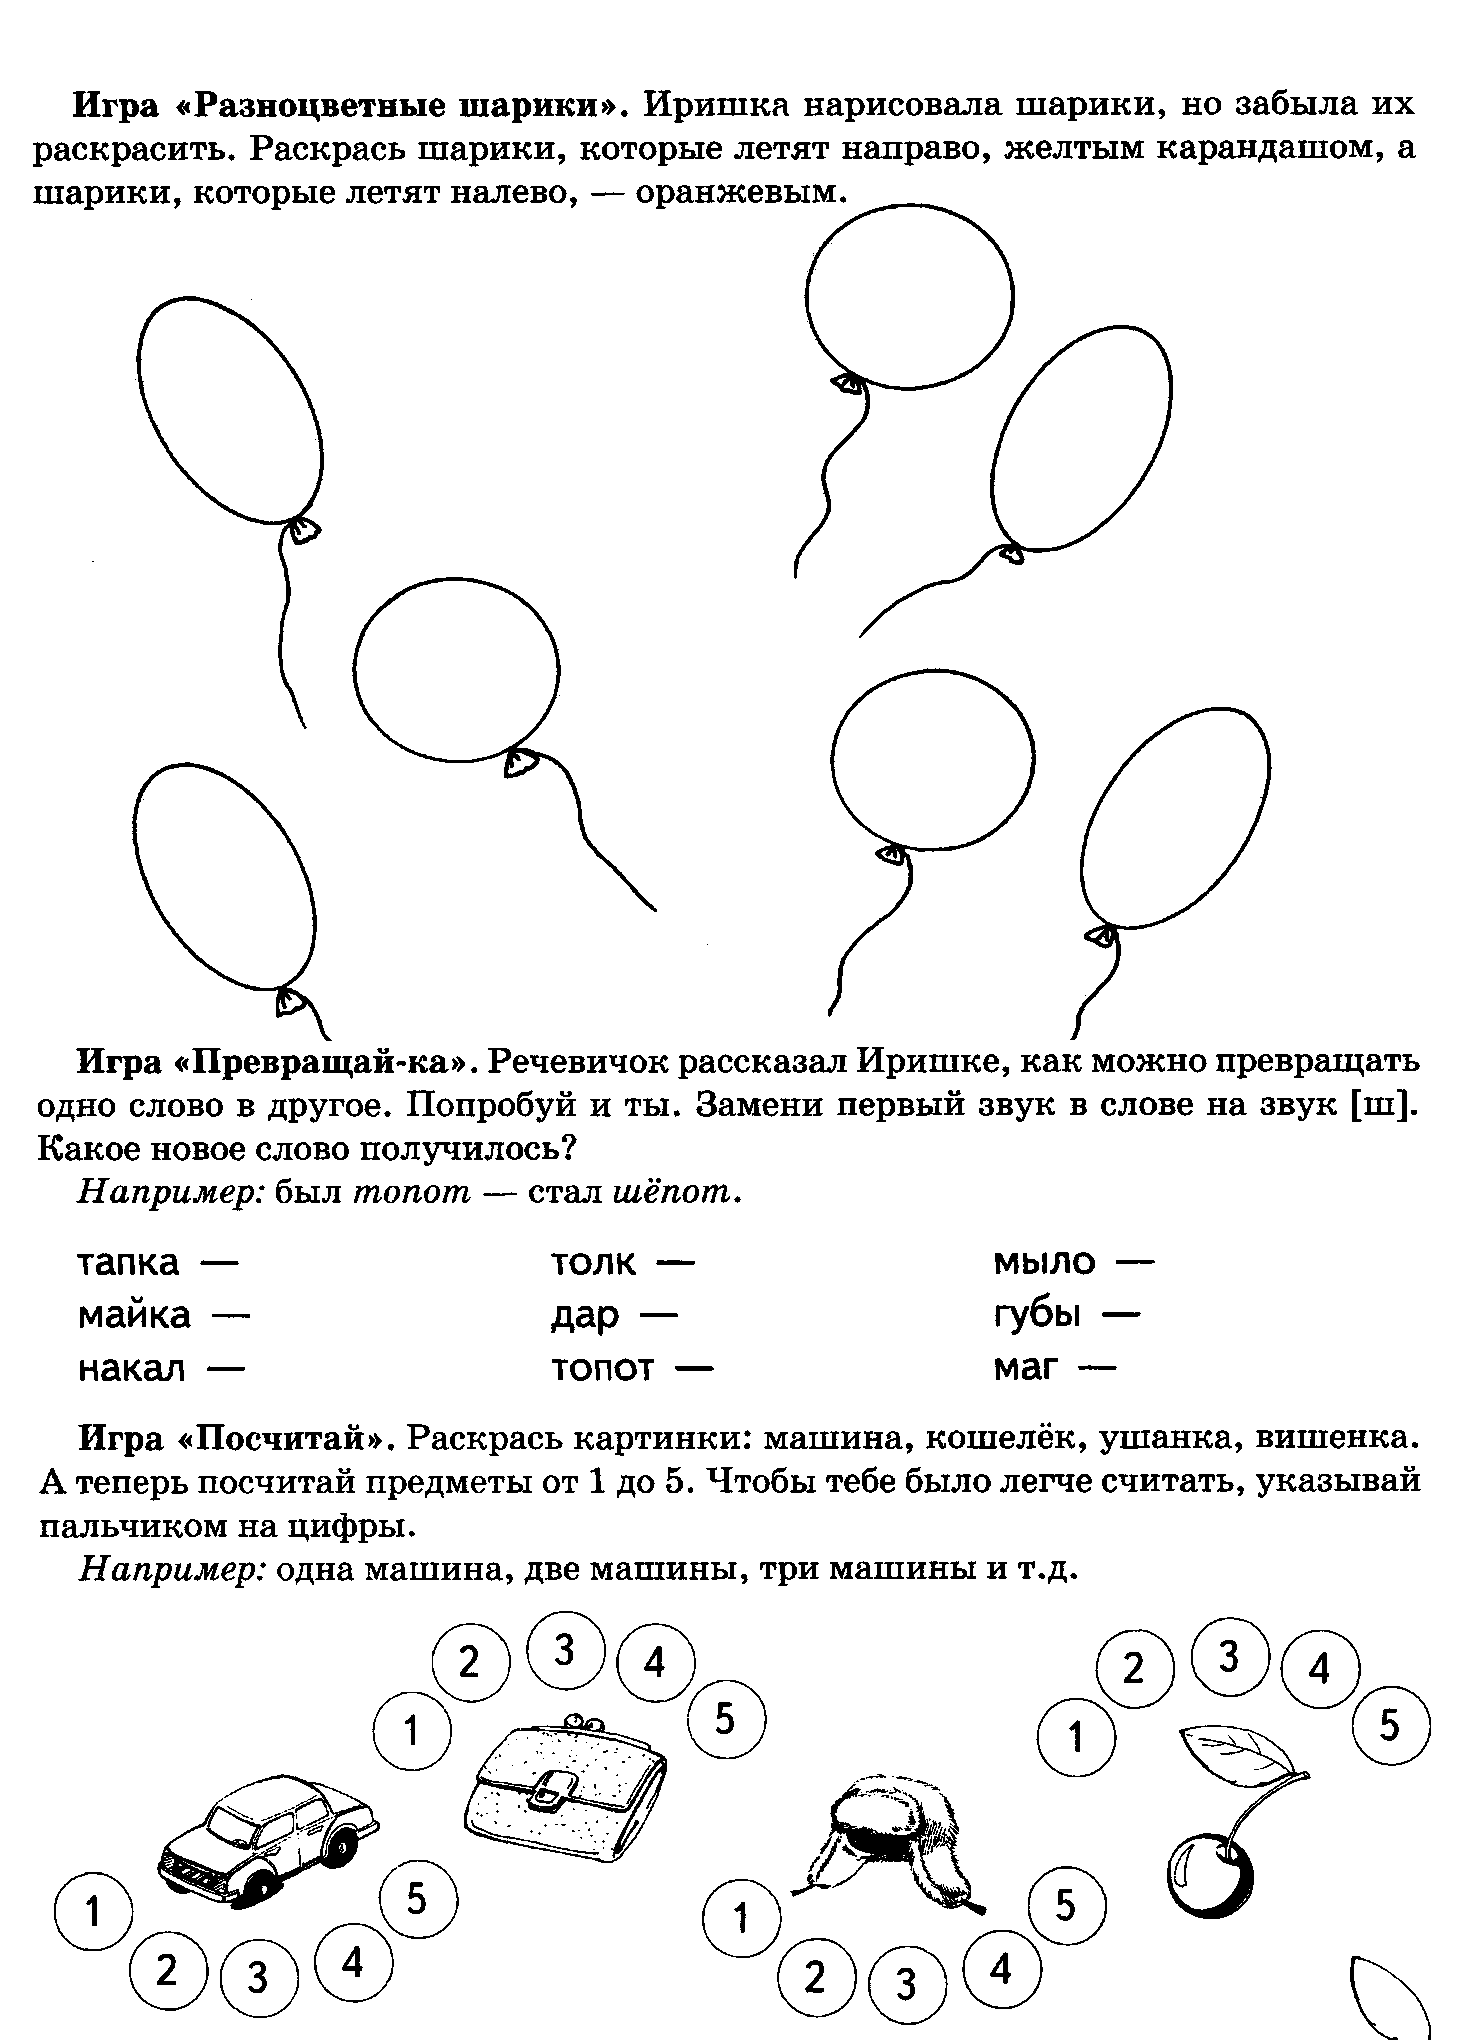 Игра «Разноцветные шарики». Иришка нарисовала шарики, но забыла их
раскрасить. Раскрась шарики, которые летят направо, желтым карандашом, а
шарики, которые летят налево, — оранжевым.
Игра «Превращай-ка». Речевичок рассказал Иришке, как можно превращать
одно слово в другое. Попробуй и ты. Замени первый звук в слове на звук [ш].
Какое новое слово получилось?
Например: был топот — стал шёпот.
тапка — толк — мыло —
майка — дар — губы —
накал — топот — маг —
Игра «Посчитай». Раскрась картинки: машина, кошелёк, ушанка, вишенка.
А теперь посчитай предметы от 1 до 5. Чтобы тебе было легче считать, указывай
пальчиком на цифры.
Например: одна машина, две машины, три машины и т.д.
1 2 3 4 5
1 2 3 4 5
1 2 3 4 5
1 2 3 4 5